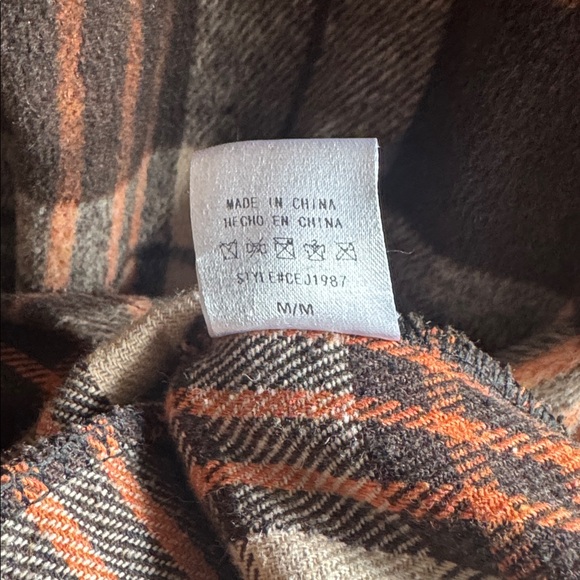 MADE IN CHINA
HECHO EN CHINA
STYLE#CEJ1987
M/M